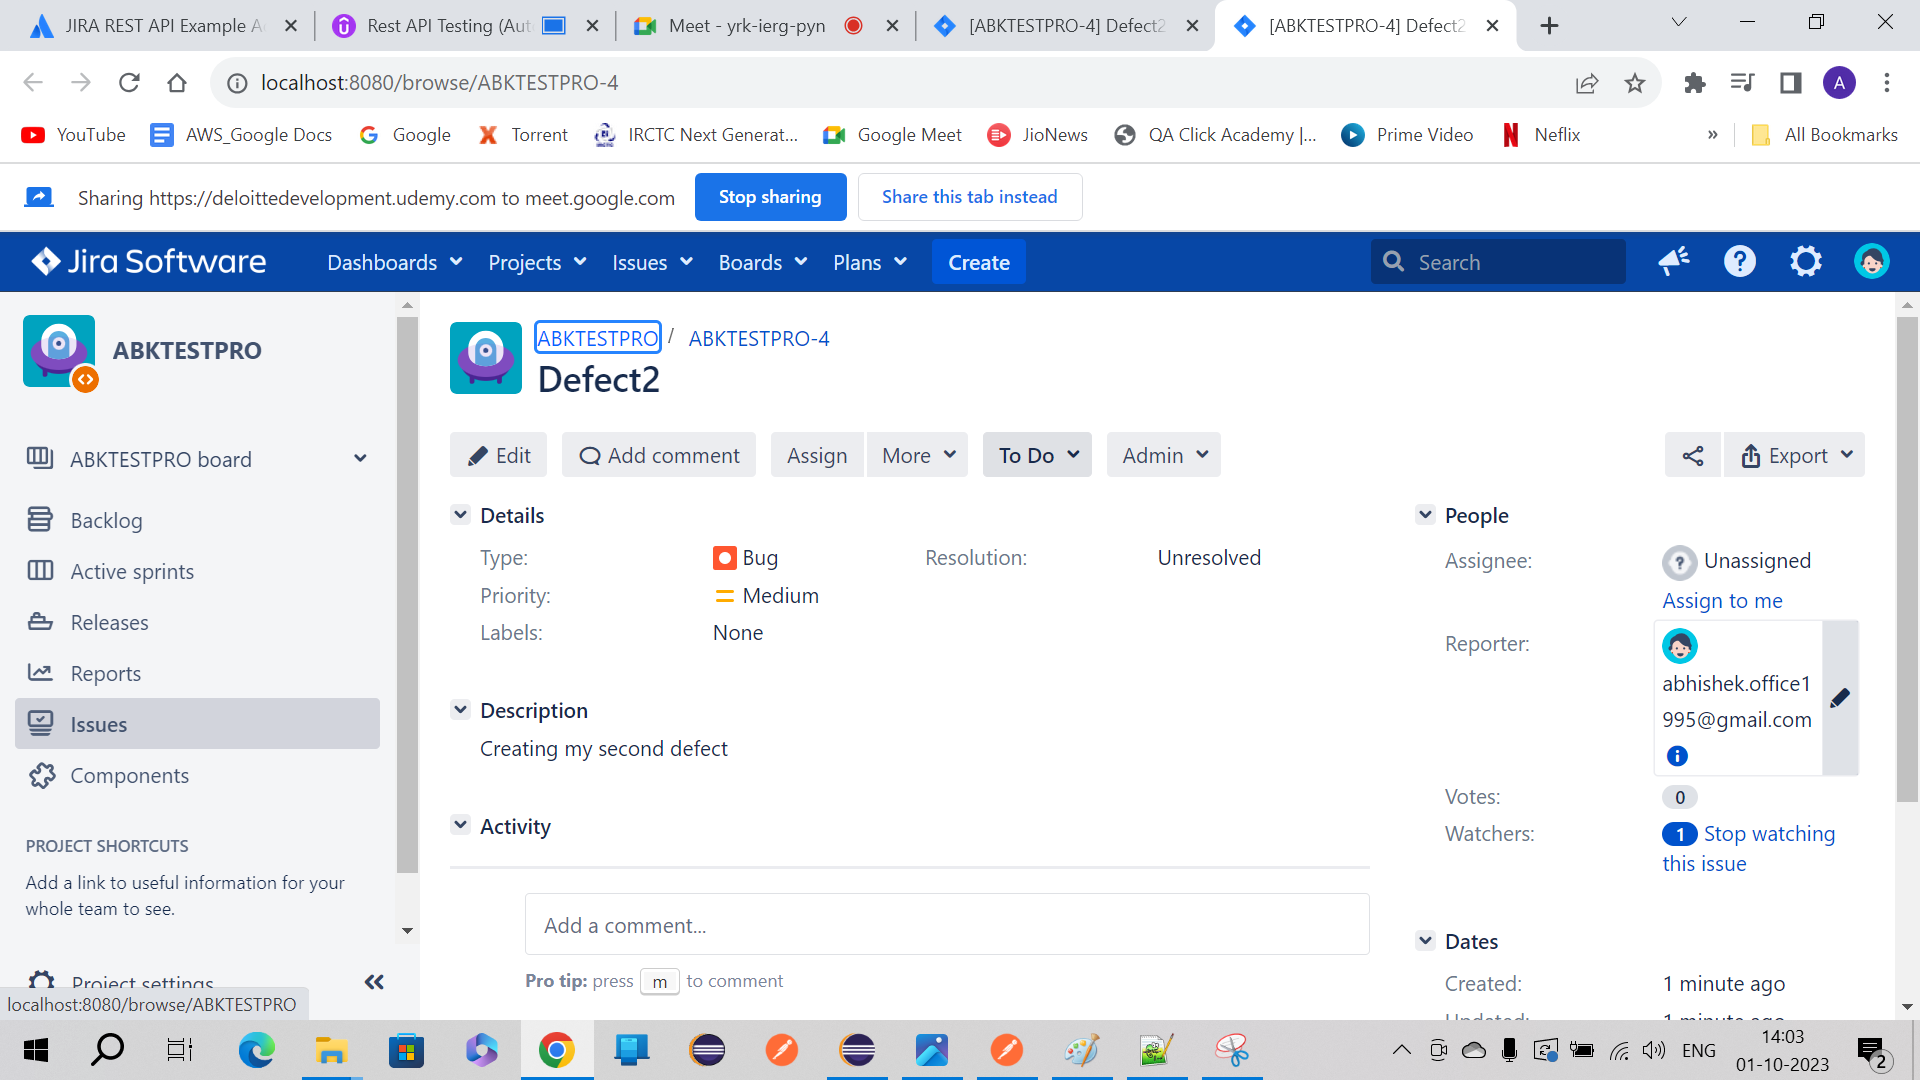 JIRA REST API Example A
Rest API Testing (Aut
Meet - yrk-ierg-pyn
[ABKTESTPRO-4] Defect2
[ABKTESTPRO-4] Defect2
localhost:8080/browse/ABKTESTPRO-4
A
YouTube
AWS_Google Docs
Google
Torrent
IRCTC Next Generat...
Google Meet
JioNews
QA Click Academy |...
Prime Video
Neflix
»
All Bookmarks
Sharing https://deloittedevelopment.udemy.com to meet.google.com
Stop sharing
Share this tab instead
Jira Software
Dashboards
Projects
Issues
Boards
Plans
Create
Search
ABKTESTPRO
ABKTESTPRO board
Backlog
Active sprints
Releases
Reports
Issues
Components
PROJECT SHORTCUTS
Add a link to useful information for your
whole team to see.
Project settings
localhost:8080/browse/ABKTESTPRO
ABKTESTPRO / ABKTESTPRO-4
Defect2
Edit
Add comment
Assign
More
To Do
Admin
Export
Details
Type: Bug
Resolution: Unresolved
Priority: Medium
Labels: None
Description
Creating my second defect
Activity
Add a comment...
Pro tip: press m to comment
People
Assignee: Unassigned
Assign to me
Reporter:
abhishek.office1
995@gmail.com
Votes: 0
Watchers: 1 Stop watching
this issue
Dates
Created: 1 minute ago
Updated: 1 minute ago
ENG
14:03
01-10-2023
2